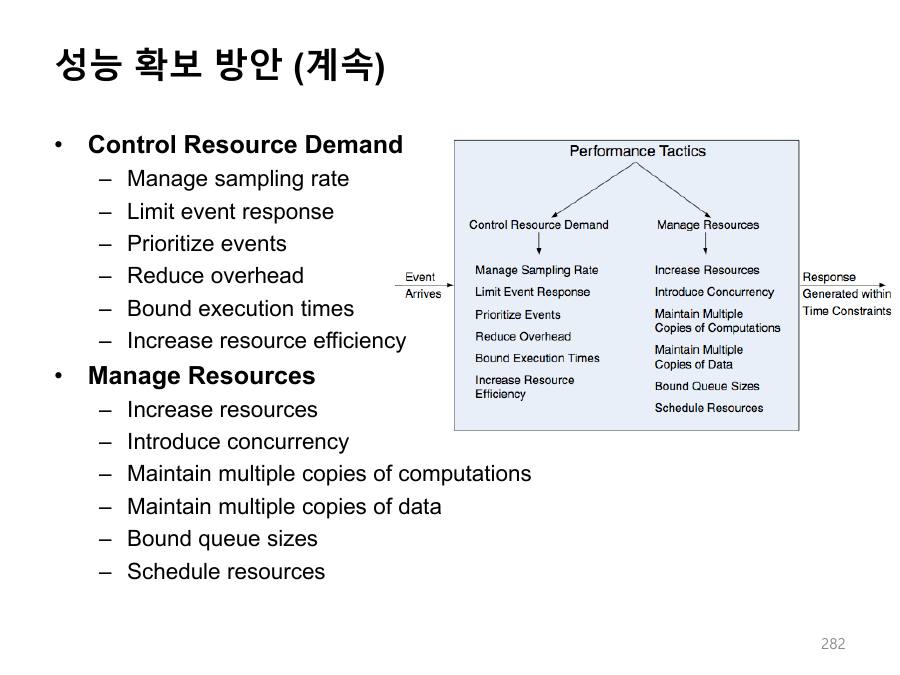 성능 확보 방안 (계속)
• Control Resource Demand
– Manage sampling rate
– Limit event response
– Prioritize events
– Reduce overhead
– Bound execution times
– Increase resource efficiency
• Manage Resources
– Increase resources
– Introduce concurrency
– Maintain multiple copies of computations
– Maintain multiple copies of data
– Bound queue sizes
– Schedule resources
Performance Tactics
Control Resource Demand
Manage Sampling Rate
Limit Event Response
Prioritize Events
Reduce Overhead
Bound Execution Times
Increase Resource
Efficiency
Manage Resources
Increase Resources
Introduce Concurrency
Maintain Multiple
Copies of Computations
Maintain Multiple
Copies of Data
Bound Queue Sizes
Schedule Resources
Event
Arrives
Response
Generated within
Time Constraints
282